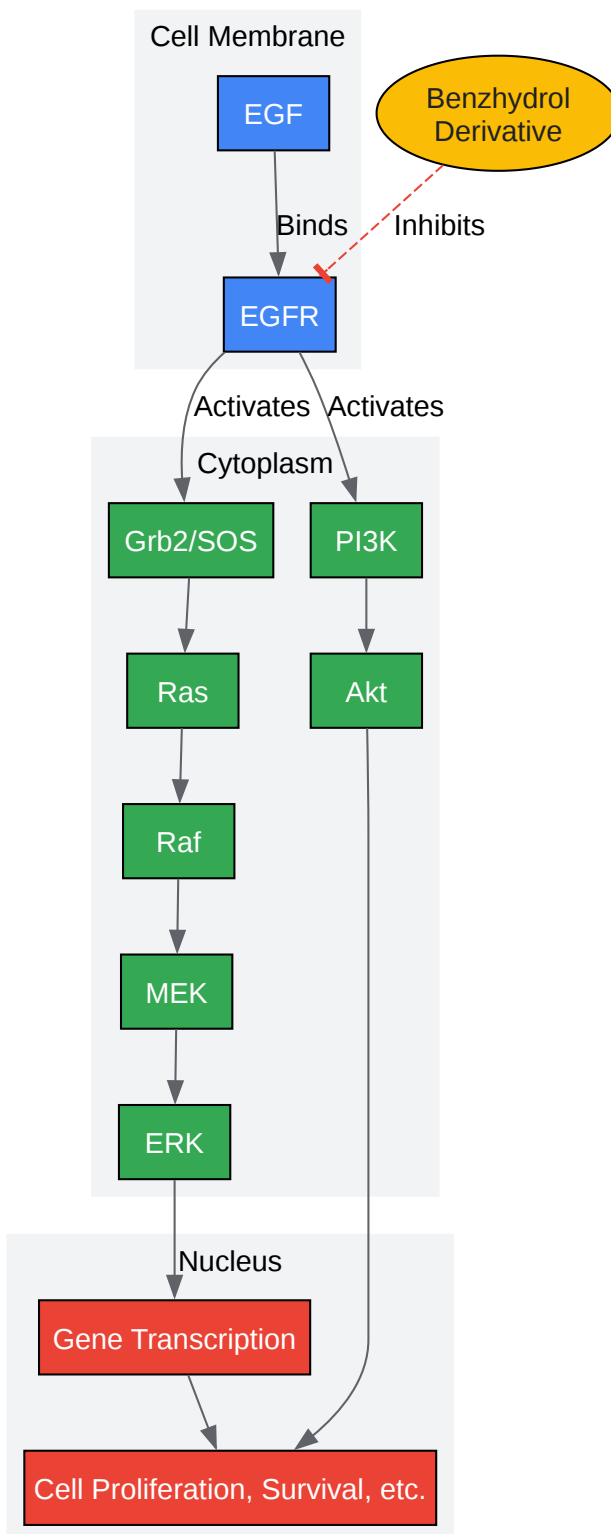 Cell Membrane
EGF
Benzhydrol
Derivative
Binds
Inhibits
EGFR
Activates
Activates
Cytoplasm
Grb2/SOS
PI3K
Ras
Akt
Raf
MEK
ERK
Nucleus
Gene Transcription
Cell Proliferation, Survival, etc.